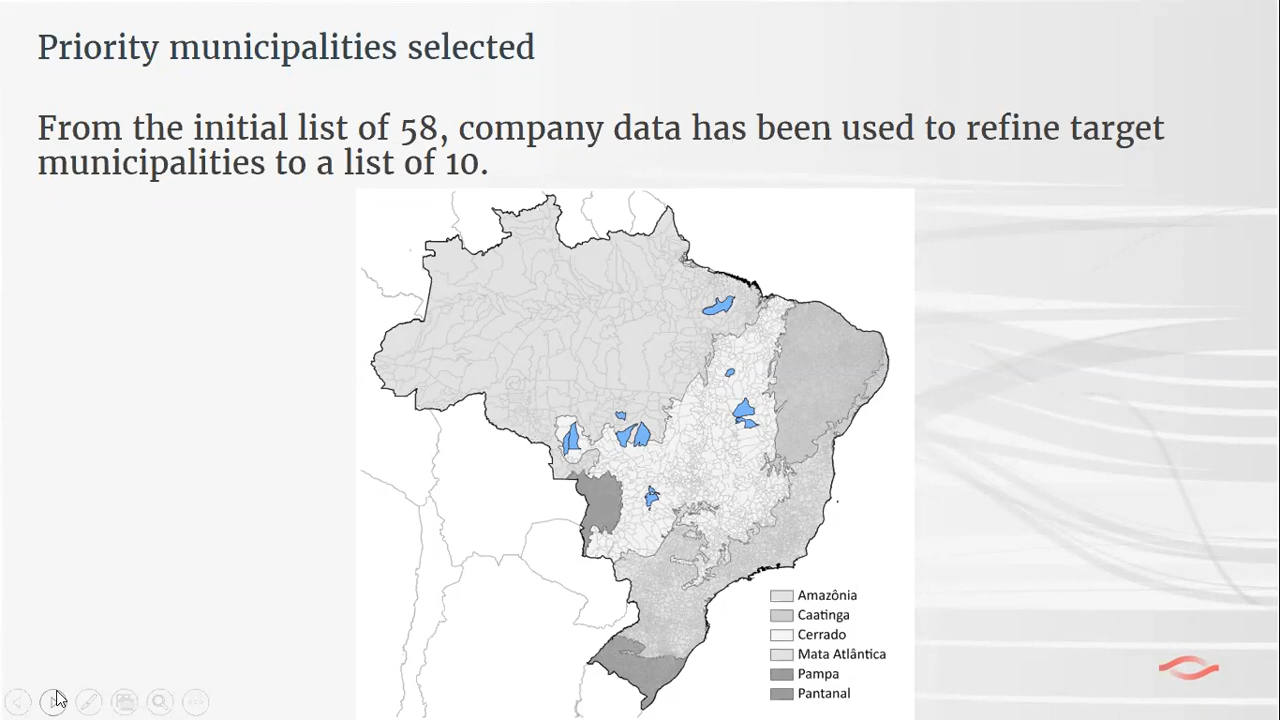 Priority municipalities selected
From the initial list of 58, company data has been used to refine target
municipalities to a list of 10.
Amazônia
Caatinga
Cerrado
Mata Atlântica
Pampa
Pantanal